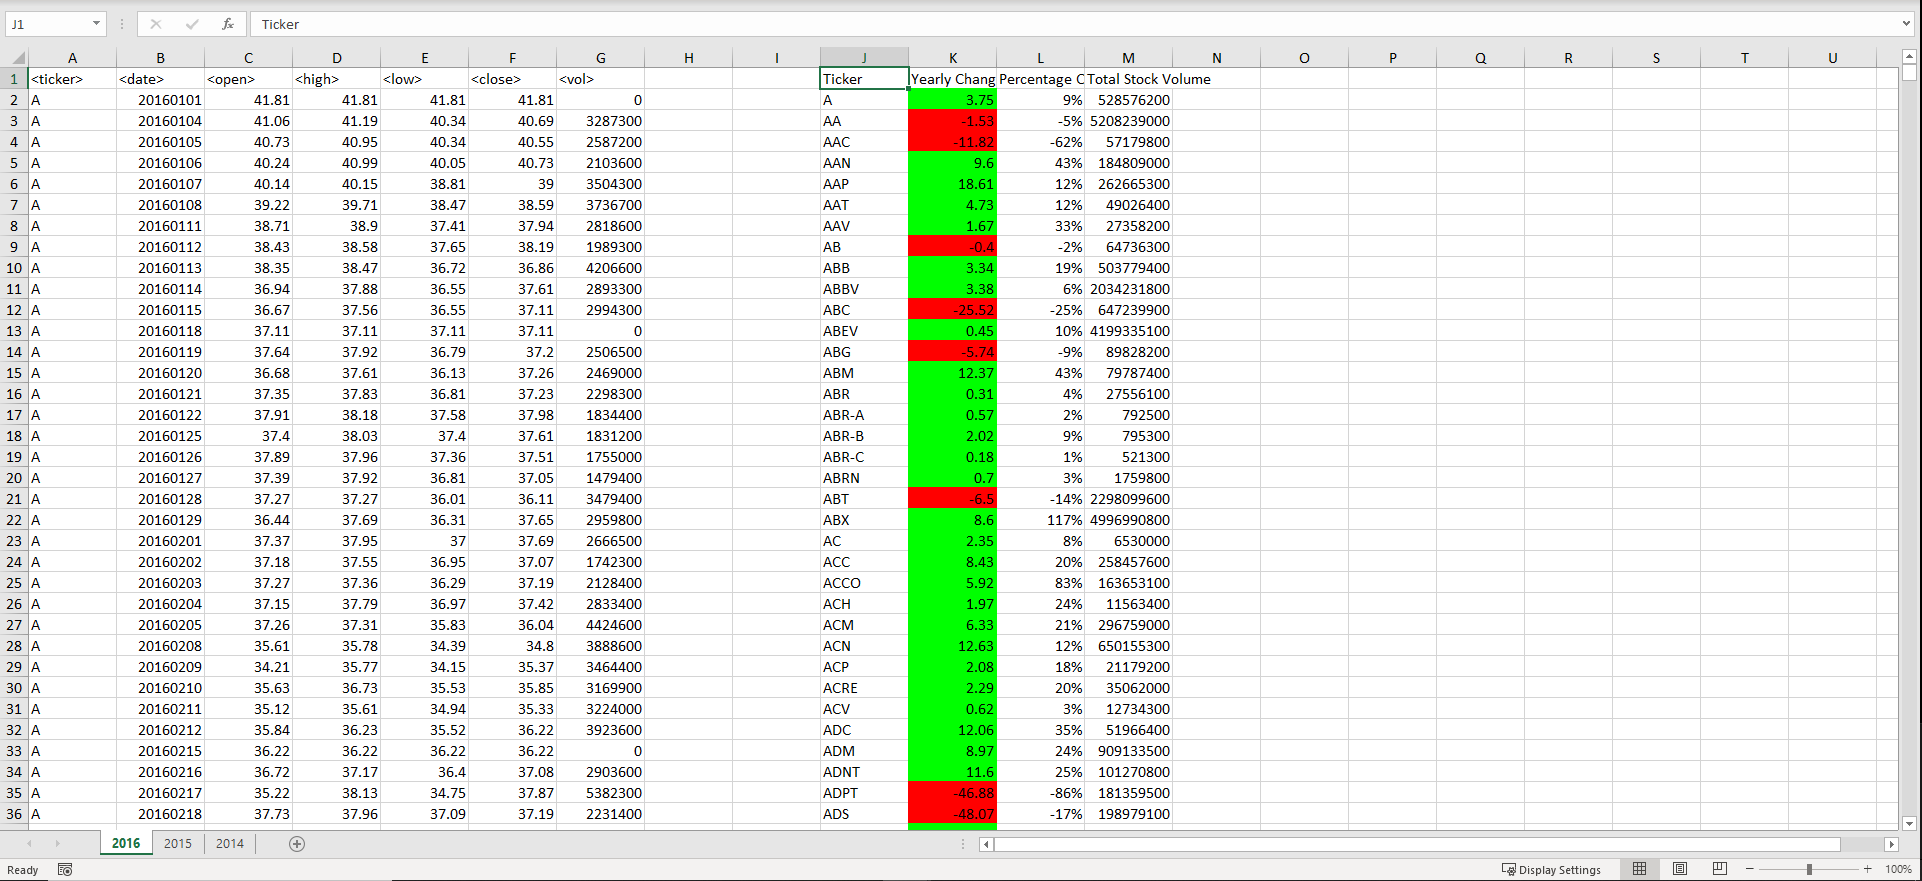 J1 fx Ticker
A B C D E F G H I J K L M N O P Q R S T U
1 <ticker> <date> <open> <high> <low> <close> <vol> Ticker Yearly Chang Percentage C Total Stock Volume
2 A 20160101 41.81 41.81 41.81 41.81 0 A 3.75 9% 528576200
3 A 20160104 41.06 41.19 40.34 40.69 3287300 AA -1.53 -5% 5208239000
4 A 20160105 40.73 40.95 40.34 40.55 2587200 AAC -11.82 -62% 57179800
5 A 20160106 40.24 40.99 40.05 40.73 2103600 AAN 9.6 43% 184809000
6 A 20160107 40.14 40.15 38.81 39 3504300 AAP 18.61 12% 262665300
7 A 20160108 39.22 39.71 38.47 38.59 3736700 AAT 4.73 12% 49026400
8 A 20160111 38.71 38.9 37.41 37.94 2818600 AAV 1.67 33% 27358200
9 A 20160112 38.43 38.58 37.65 38.19 1989300 AB -0.4 -2% 64736300
10 A 20160113 38.35 38.47 36.72 36.86 4206600 ABB 3.34 19% 503779400
11 A 20160114 36.94 37.88 36.55 37.61 2893300 ABBV 3.38 6% 2034231800
12 A 20160115 36.67 37.56 36.55 37.11 2994300 ABC -25.52 -25% 647239900
13 A 20160118 37.11 37.11 37.11 37.11 0 ABEV 0.45 10% 4199335100
14 A 20160119 37.64 37.92 36.79 37.2 2506500 ABG -5.74 -9% 89828200
15 A 20160120 36.68 37.61 36.13 37.26 2469000 ABM 12.37 43% 79787400
16 A 20160121 37.35 37.83 36.81 37.23 2298300 ABR 0.31 4% 27556100
17 A 20160122 37.91 38.18 37.58 37.98 1834400 ABR-A 0.57 2% 792500
18 A 20160125 37.4 38.03 37.4 37.61 1831200 ABR-B 2.02 9% 795300
19 A 20160126 37.89 37.96 37.36 37.51 1755000 ABR-C 0.18 1% 521300
20 A 20160127 37.39 37.92 36.81 37.05 1479400 ABRN 0.7 3% 1759800
21 A 20160128 37.27 37.27 36.01 36.11 3479400 ABT -6.5 -14% 2298099600
22 A 20160129 36.44 37.69 36.31 37.65 2959800 ABX 8.6 117% 4996990800
23 A 20160201 37.37 37.95 37 37.69 2666500 AC 2.35 8% 6530000
24 A 20160202 37.18 37.55 36.95 37.07 1742300 ACC 8.43 20% 258457600
25 A 20160203 37.27 37.36 36.29 37.19 2128400 ACCO 5.92 83% 163653100
26 A 20160204 37.15 37.79 36.97 37.42 2833400 ACH 1.97 24% 11563400
27 A 20160205 37.26 37.31 35.83 36.04 4424600 ACM 6.33 21% 296759000
28 A 20160208 35.61 35.78 34.39 34.8 3888600 ACN 12.63 12% 650155300
29 A 20160209 34.21 35.77 34.15 35.37 3464400 ACP 2.08 18% 21179200
30 A 20160210 35.63 36.73 35.53 35.85 3169900 ACRE 2.29 20% 35062000
31 A 20160211 35.12 35.61 34.94 35.33 3224000 ACV 0.62 3% 12734300
32 A 20160212 35.84 36.23 35.52 36.22 3923600 ADC 12.06 35% 51966400
33 A 20160215 36.22 36.22 36.22 36.22 0 ADM 8.97 24% 909133500
34 A 20160216 36.72 37.17 36.4 37.08 2903600 ADNT 11.6 25% 101270800
35 A 20160217 35.22 38.13 34.75 37.87 5382300 ADPT -46.88 -86% 181359500
36 A 20160218 37.73 37.96 37.09 37.19 2231400 ADS -48.07 -17% 198979100
2016 2015 2014
Ready Display Settings 100%